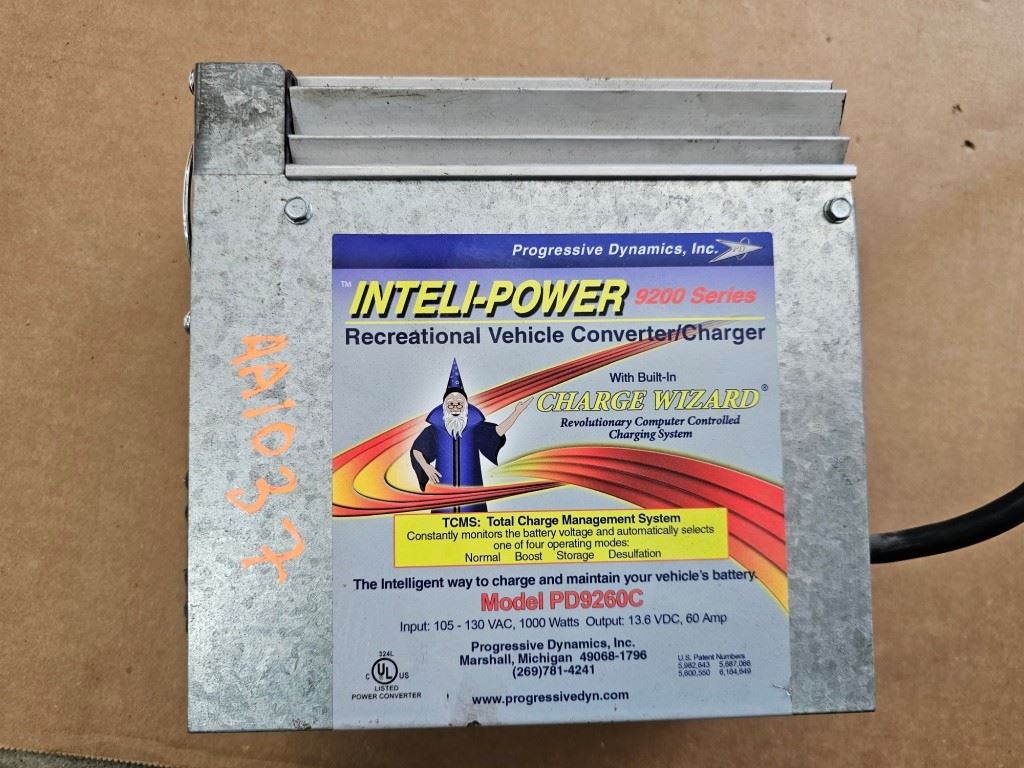 Progressive Dynamics, Inc.
™ INTELI-POWER 9200 Series
Recreational Vehicle Converter/Charger
With Built-In
CHARGE WIZARD®
Revolutionary Computer Controlled
Charging System
TCMS: Total Charge Management System
Constantly monitors the battery voltage and automatically selects
one of four operating modes:
Normal Boost Storage Desulfation
The Intelligent way to charge and maintain your vehicle's battery.
Model PD9260C
Input: 105 - 130 VAC, 1000 Watts Output: 13.6 VDC, 60 Amp
Progressive Dynamics, Inc.
Marshall, Michigan 49068-1796
(269)781-4241
www.progressivedyn.com
324L
C UL US
LISTED
POWER CONVERTER
U.S. Patent Numbers
5,982,643 5,687,066
5,600,550 6,184,649
AA1037